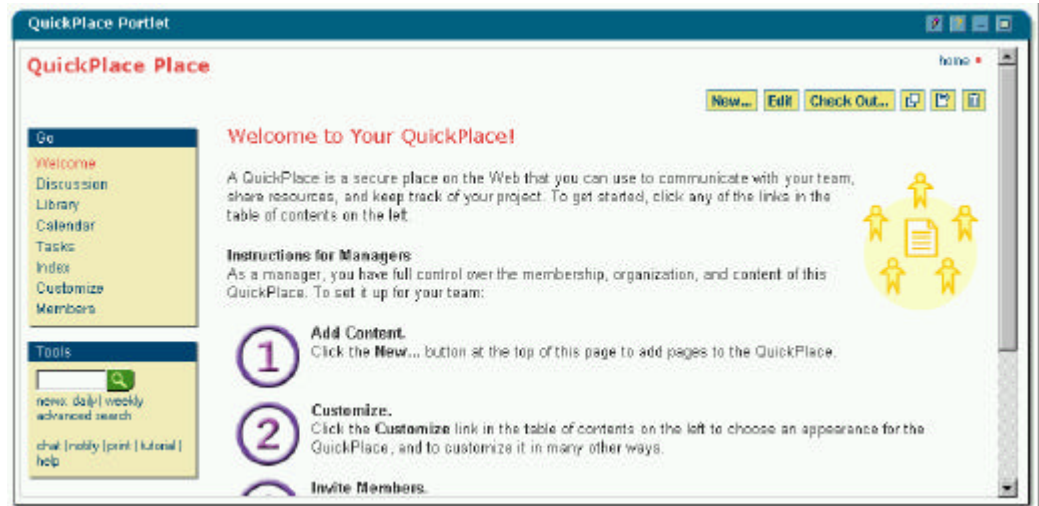 QuickPlace Portlet
QuickPlace Place
home
New... Edit Check Out...
Go
Welcome
Discussion
Library
Calendar
Tasks
Index
Customize
Members
Tools
news: daily | weekly
advanced search
chat | notify | print | tutorial |
help
Welcome to Your QuickPlace!
A QuickPlace is a secure place on the Web that you can use to communicate with your team,
share resources, and keep track of your project. To get started, click any of the links in the
table of contents on the left.
Instructions for Managers
As a manager, you have full control over the membership, organization, and content of this
QuickPlace. To set it up for your team:
1
Add Content.
Click the New... button at the top of this page to add pages to the QuickPlace.
2
Customize.
Click the Customize link in the table of contents on the left to choose an appearance for the
QuickPlace, and to customize it in many other ways.
Invite Members.